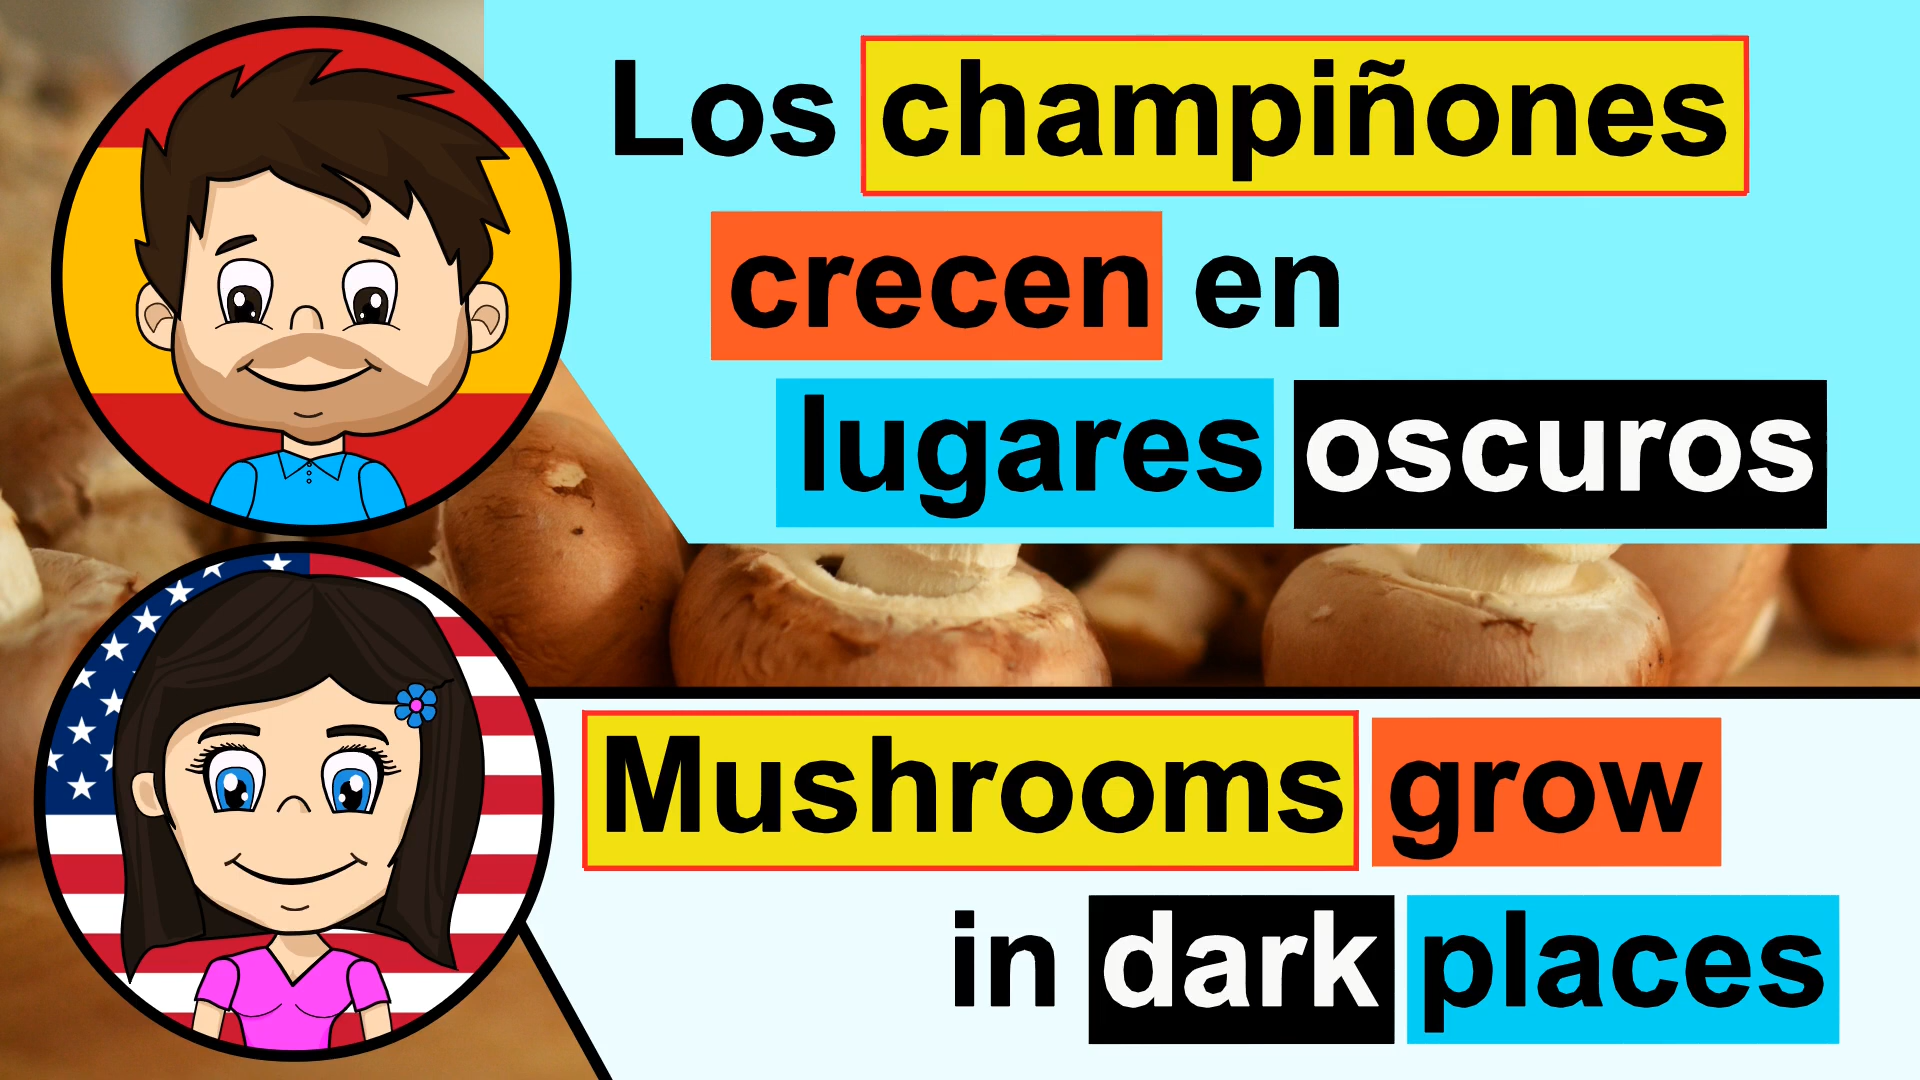 Los champiñones
crecen en
lugares oscuros
Mushrooms grow
in dark places